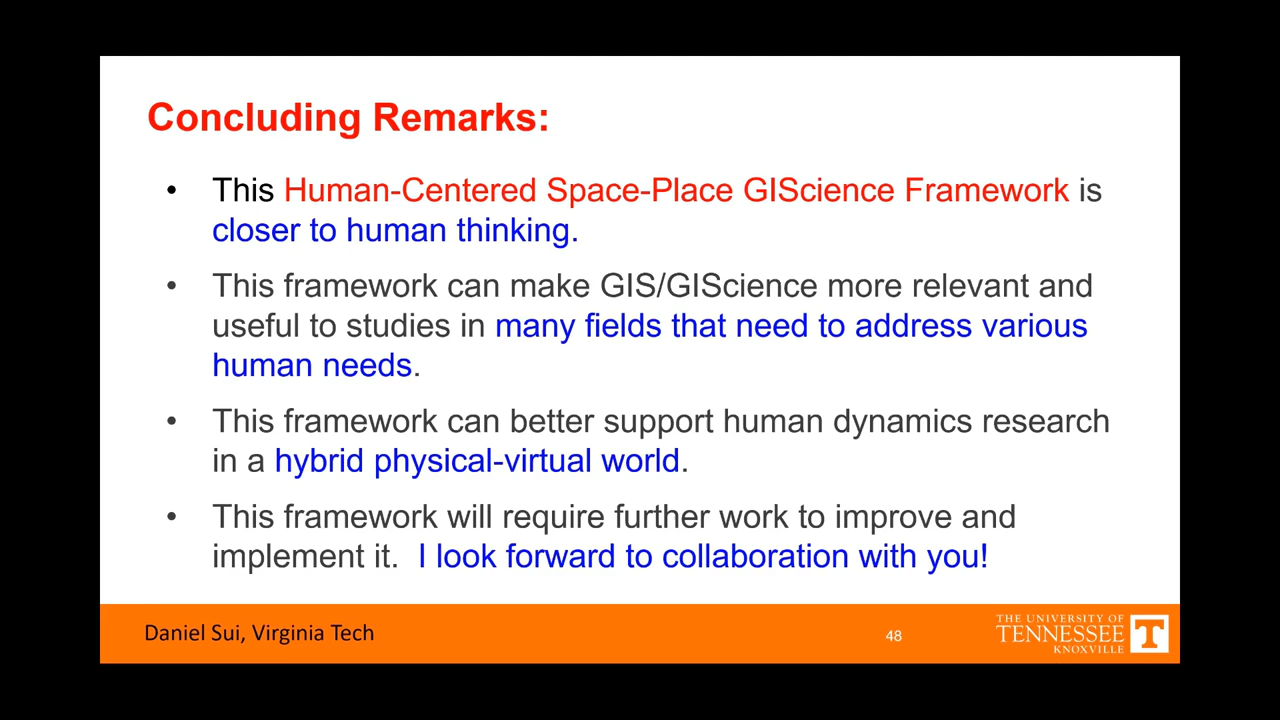 Concluding Remarks:
• This Human-Centered Space-Place GIScience Framework is
closer to human thinking.
• This framework can make GIS/GIScience more relevant and
useful to studies in many fields that need to address various
human needs.
• This framework can better support human dynamics research
in a hybrid physical-virtual world.
• This framework will require further work to improve and
implement it. I look forward to collaboration with you!
Daniel Sui, Virginia Tech
48
THE UNIVERSITY OF
TENNESSEE
KNOXVILLE
T